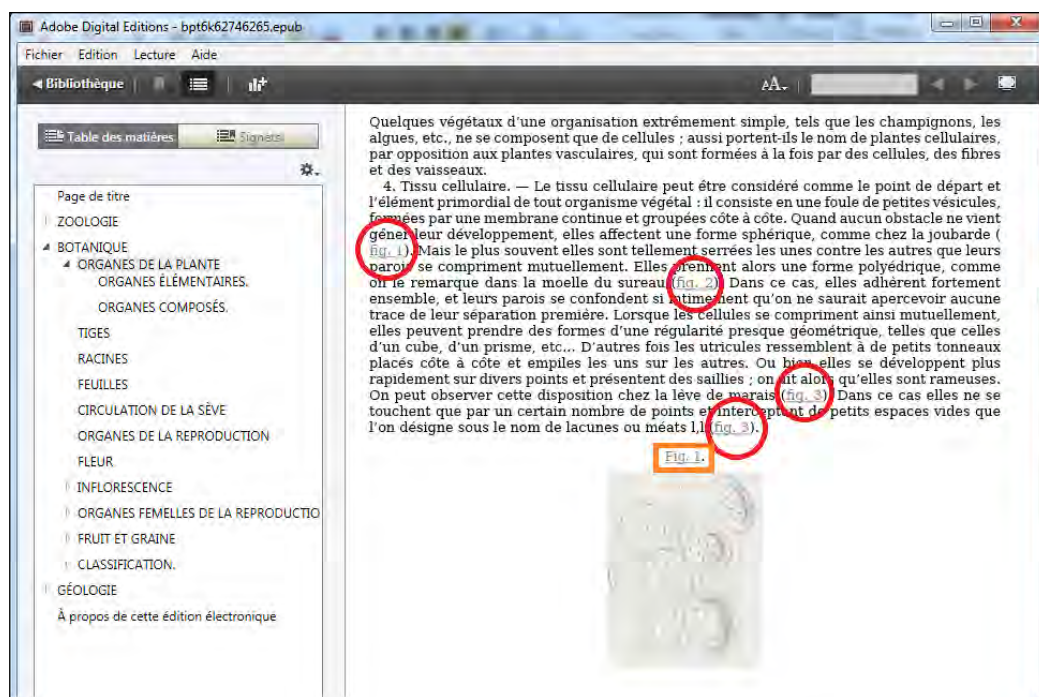 Adobe Digital Editions - bpt6k62746265.epub
Fichier Edition Lecture Aide
Bibliothèque
AA
Table des matières Signets
Page de titre
ZOOLOGIE
BOTANIQUE
ORGANES DE LA PLANTE
ORGANES ÉLÉMENTAIRES.
ORGANES COMPOSÉS.
TIGES
RACINES
FEUILLES
CIRCULATION DE LA SÈVE
ORGANES DE LA REPRODUCTION
FLEUR
INFLORESCENCE
ORGANES FEMELLES DE LA REPRODUCTIO
FRUIT ET GRAINE
CLASSIFICATION.
GÉOLOGIE
À propos de cette édition électronique
Quelques végétaux d'une organisation extrêmement simple, tels que les champignons, les
algues, etc., ne se composent que de cellules ; aussi portent-ils le nom de plantes cellulaires,
par opposition aux plantes vasculaires, qui sont formées à la fois par des cellules, des fibres
et des vaisseaux.
4. Tissu cellulaire. — Le tissu cellulaire peut être considéré comme le point de départ et
l'élément primordial de tout organisme végétal : il consiste en une foule de petites vésicules,
formées par une membrane continue et groupées côte à côte. Quand aucun obstacle ne vient
gêner leur développement, elles affectent une forme sphérique, comme chez la joubarde (
fig. 1). Mais le plus souvent elles sont tellement serrées les unes contre les autres que leurs
parois se compriment mutuellement. Elles prennent alors une forme polyédrique, comme
on le remarque dans la moelle du sureau (fig. 2). Dans ce cas, elles adhèrent fortement
ensemble, et leurs parois se confondent si intimement qu'on ne saurait apercevoir aucune
trace de leur séparation première. Lorsque les cellules se compriment ainsi mutuellement,
elles peuvent prendre des formes d'une régularité presque géométrique, telles que celles
d'un cube, d'un prisme, etc... D'autres fois les utricules ressemblent à de petits tonneaux
placés côte à côte et empiles les uns sur les autres. Ou bien elles se développent plus
rapidement sur divers points et présentent des saillies ; on dit alors qu'elles sont rameuses.
On peut observer cette disposition chez la lève de marais (fig. 3). Dans ce cas elles ne se
touchent que par un certain nombre de points et interceptent de petits espaces vides que
l'on désigne sous le nom de lacunes ou méats l,l (fig. 3).
Fig. 1.